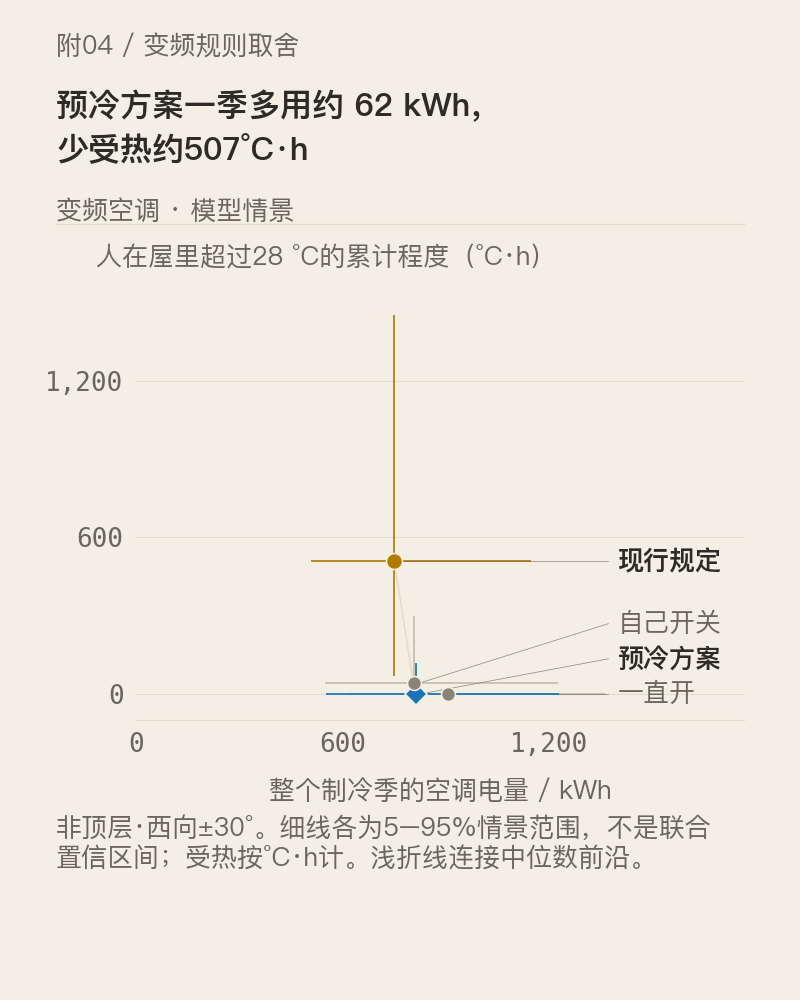 附04 / 变频规则取舍
预冷方案一季多用约 62 kWh，
少受热约507℃·h
变频空调 · 模型情景
人在屋里超过28 ℃的累计程度（℃·h）
1,200
600
现行规定
自己开关
预冷方案
0
一直开
0
600
1,200
整个制冷季的空调电量 / kWh
非顶层·西向±30°。细线各为5—95%情景范围，不是联合
置信区间；受热按℃·h计。浅折线连接中位数前沿。